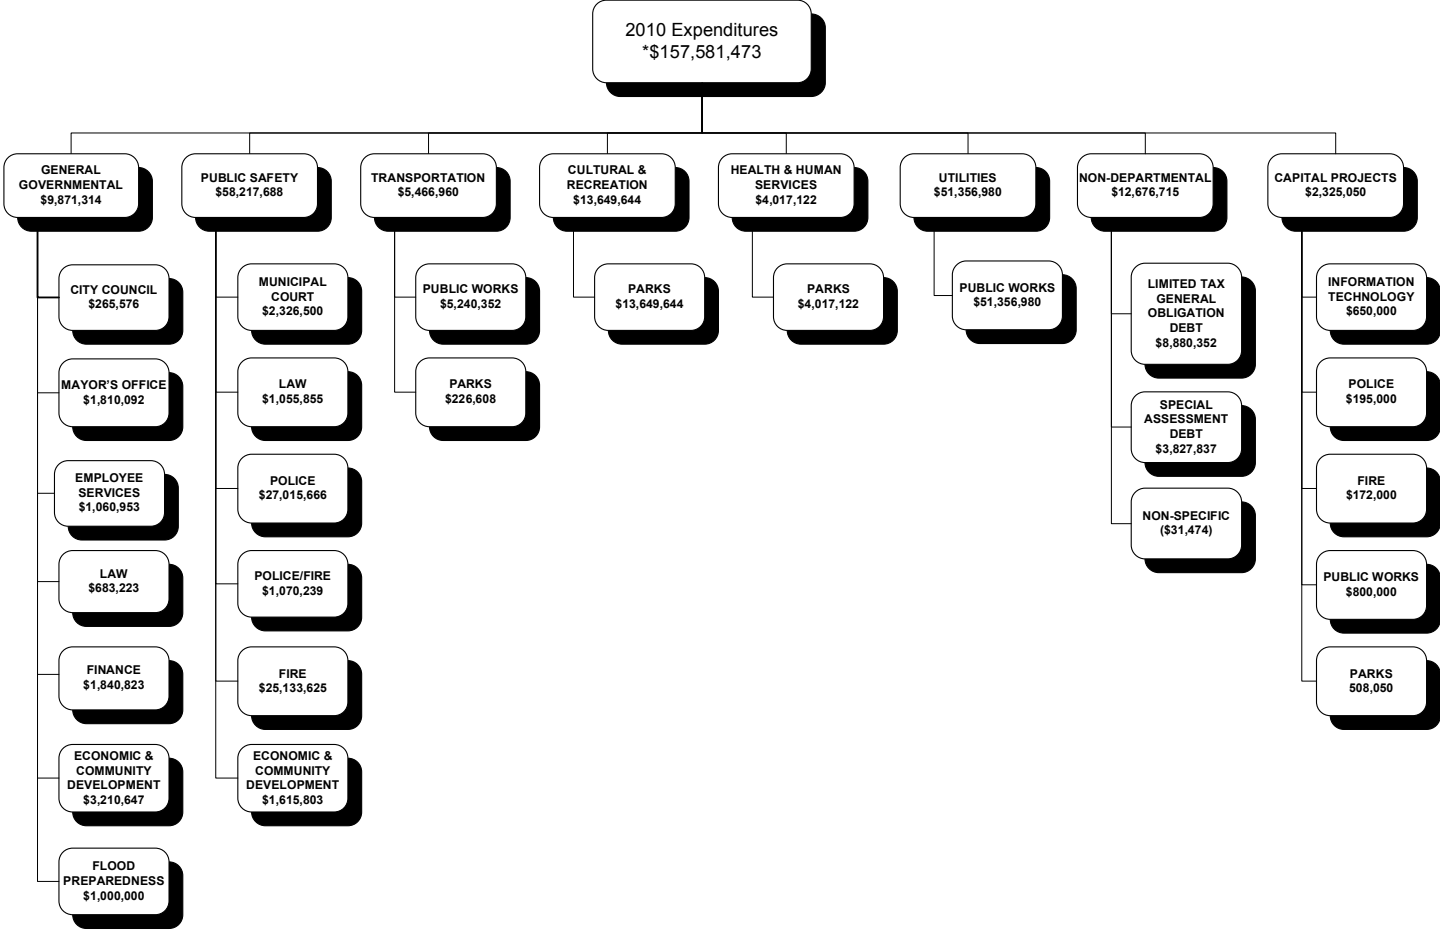 2010 Expenditures
*$157,581,473
GENERAL
GOVERNMENTAL
$9,871,314
PUBLIC SAFETY
$58,217,688
TRANSPORTATION
$5,466,960
CULTURAL &
RECREATION
$13,649,644
HEALTH & HUMAN
SERVICES
$4,017,122
UTILITIES
$51,356,980
NON-DEPARTMENTAL
$12,676,715
CAPITAL PROJECTS
$2,325,050
CITY COUNCIL
$265,576
MAYOR'S OFFICE
$1,810,092
EMPLOYEE
SERVICES
$1,060,953
LAW
$683,223
FINANCE
$1,840,823
ECONOMIC &
COMMUNITY
DEVELOPMENT
$3,210,647
FLOOD
PREPAREDNESS
$1,000,000
MUNICIPAL
COURT
$2,326,500
LAW
$1,055,855
POLICE
$27,015,666
POLICE/FIRE
$1,070,239
FIRE
$25,133,625
ECONOMIC &
COMMUNITY
DEVELOPMENT
$1,615,803
PUBLIC WORKS
$5,240,352
PARKS
$226,608
PARKS
$13,649,644
PARKS
$4,017,122
PUBLIC WORKS
$51,356,980
LIMITED TAX
GENERAL
OBLIGATION
DEBT
$8,880,352
SPECIAL
ASSESSMENT
DEBT
$3,827,837
NON-SPECIFIC
($31,474)
INFORMATION
TECHNOLOGY
$650,000
POLICE
$195,000
FIRE
$172,000
PUBLIC WORKS
$800,000
PARKS
508,050